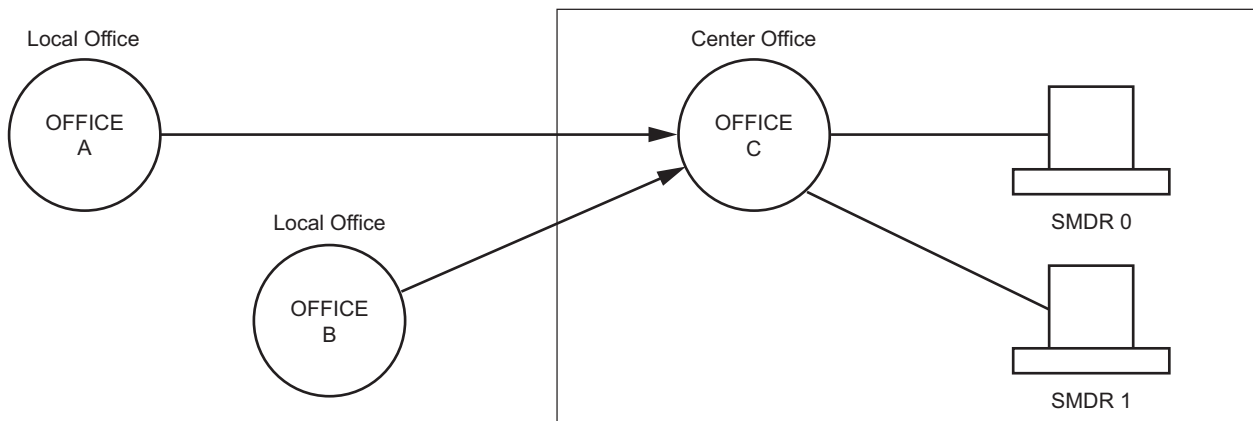 Local Office
OFFICE
A
Local Office
OFFICE
B
Center Office
OFFICE
C
SMDR 0
SMDR 1